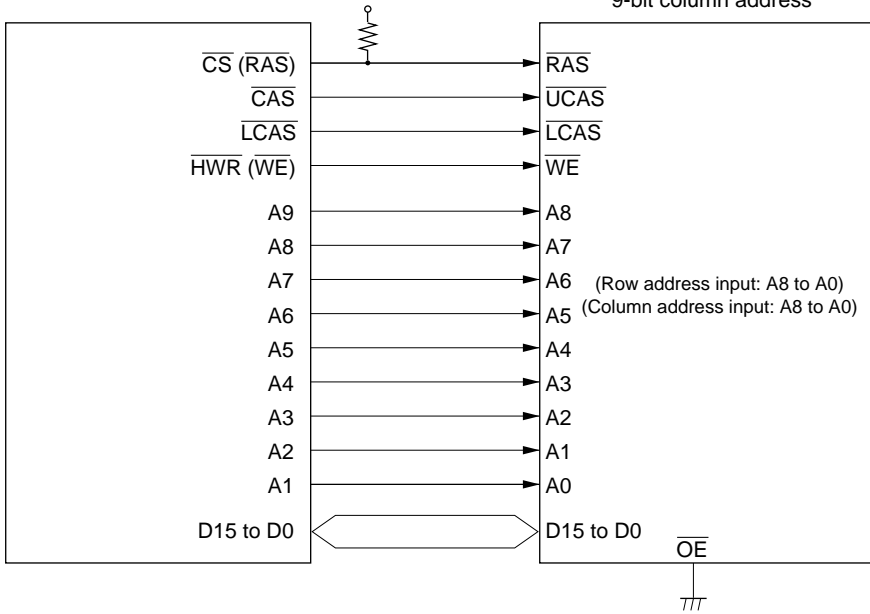 9-bit column address
CS (RAS) RAS
CAS UCAS
LCAS LCAS
HWR (WE) WE
A9 A8
A8 A7
A7 A6 (Row address input: A8 to A0)
A6 A5 (Column address input: A8 to A0)
A5 A4
A4 A3
A3 A2
A2 A1
A1 A0
D15 to D0 D15 to D0
OE